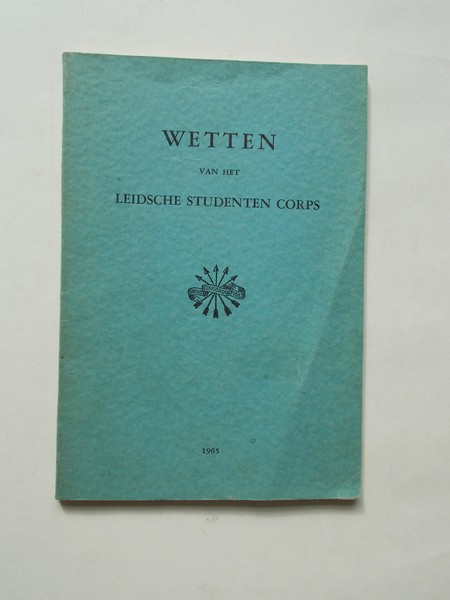 WETTEN
VAN HET
LEIDSCHE STUDENTEN CORPS
1965